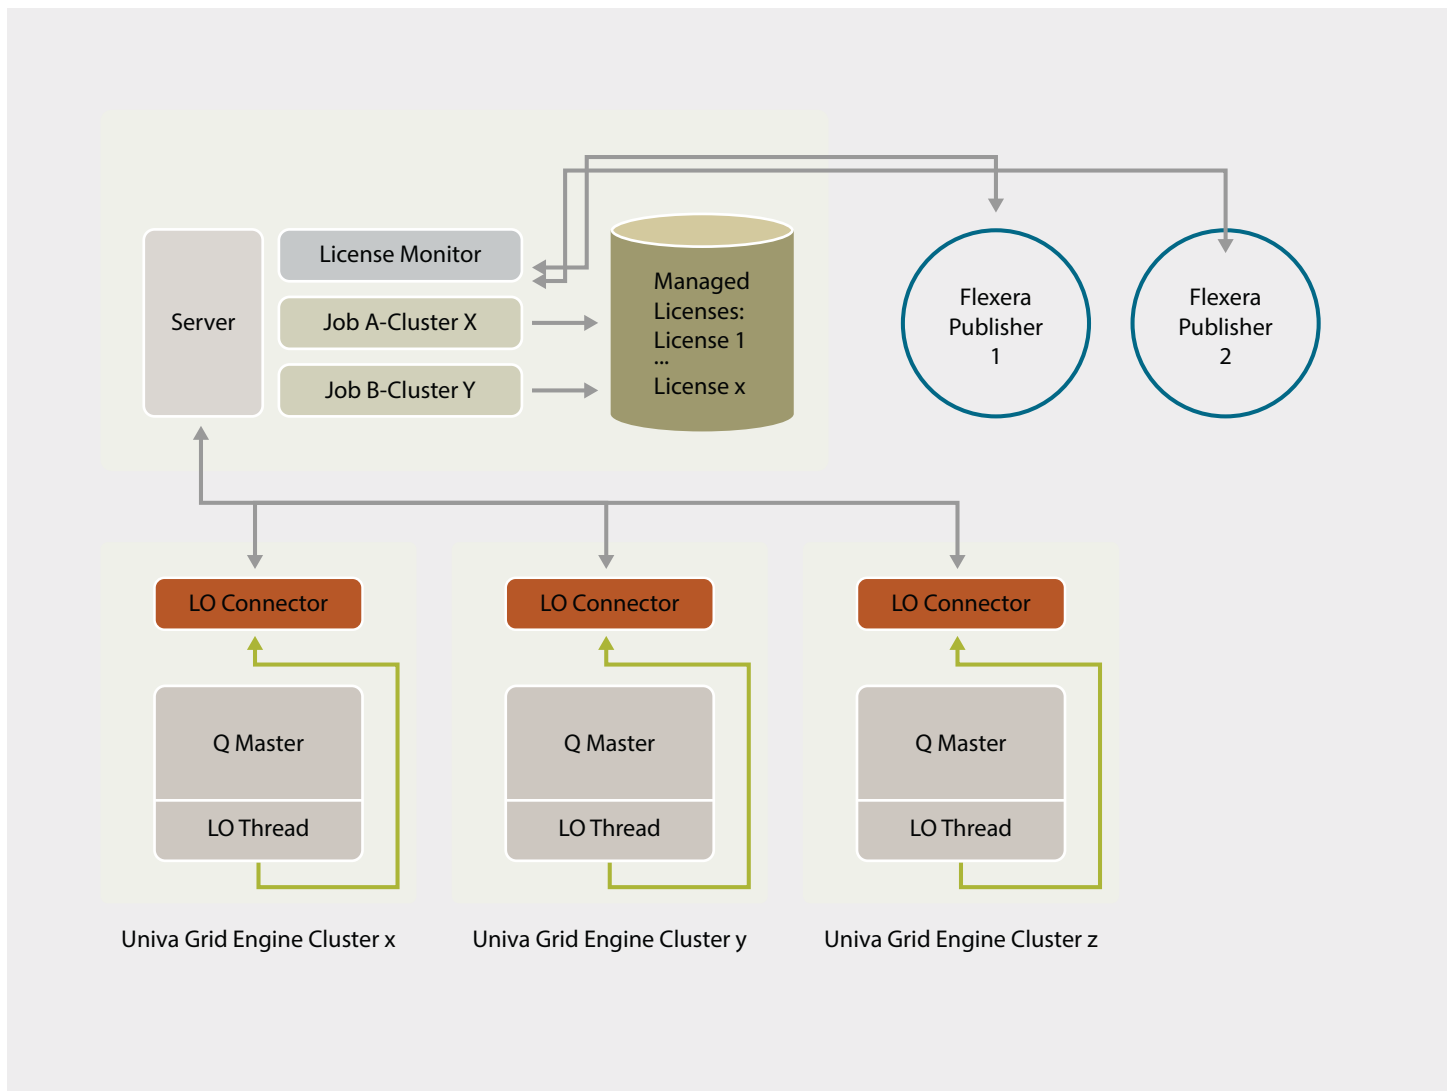 License Monitor
Server
Job A-Cluster X
Job B-Cluster Y
Managed
Licenses:
License 1
...
License x
Flexera
Publisher
1
Flexera
Publisher
2
LO Connector
LO Connector
LO Connector
Q Master
Q Master
Q Master
LO Thread
LO Thread
LO Thread
Univa Grid Engine Cluster x
Univa Grid Engine Cluster y
Univa Grid Engine Cluster z